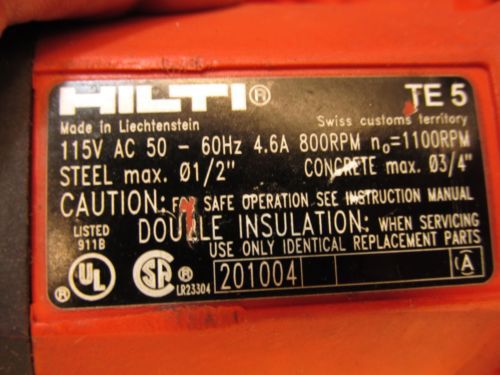 HILTI® TE 5
Made in Liechtenstein Swiss customs territory
115V AC 50 - 60Hz 4.6A 800RPM n₀=1100RPM
STEEL max. Ø1/2" CONCRETE max. Ø3/4"
CAUTION: FOR SAFE OPERATION SEE INSTRUCTION MANUAL
DOUBLE INSULATION: WHEN SERVICING
USE ONLY IDENTICAL REPLACEMENT PARTS
LISTED
911B
UL ® SA ® LR23304 201004 A